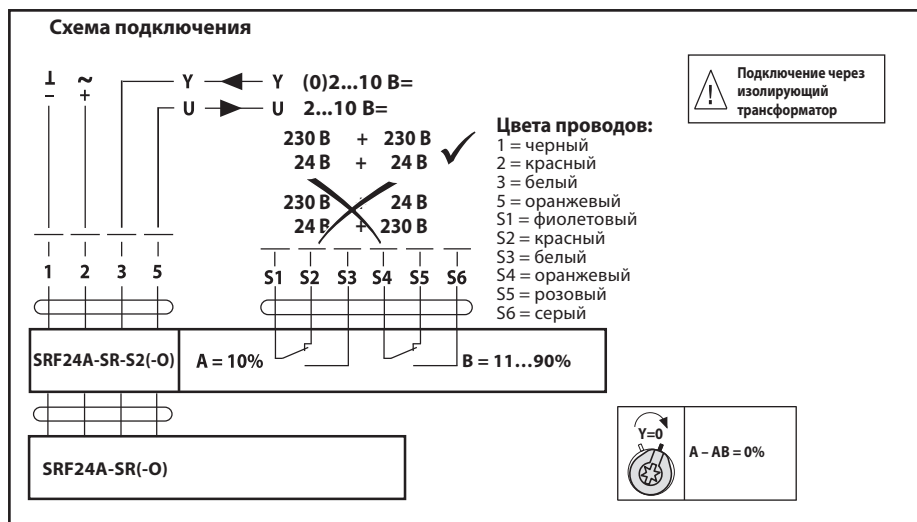 Схема подключения
⊥ ~
– +
Y Y (0)2...10 В=
U U 2...10 В=
230 В + 230 В
24 В + 24 В
230 В 24 В
24 В + 230 В
Подключение через
изолирующий
трансформатор
Цвета проводов:
1 = черный
2 = красный
3 = белый
5 = оранжевый
S1 = фиолетовый
S2 = красный
S3 = белый
S4 = оранжевый
S5 = розовый
S6 = серый
1 2 3 5 S1 S2 S3 S4 S5 S6
SRF24A-SR-S2(-O)
A = 10%
B = 11...90%
SRF24A-SR(-O)
Y=0
A – AB = 0%